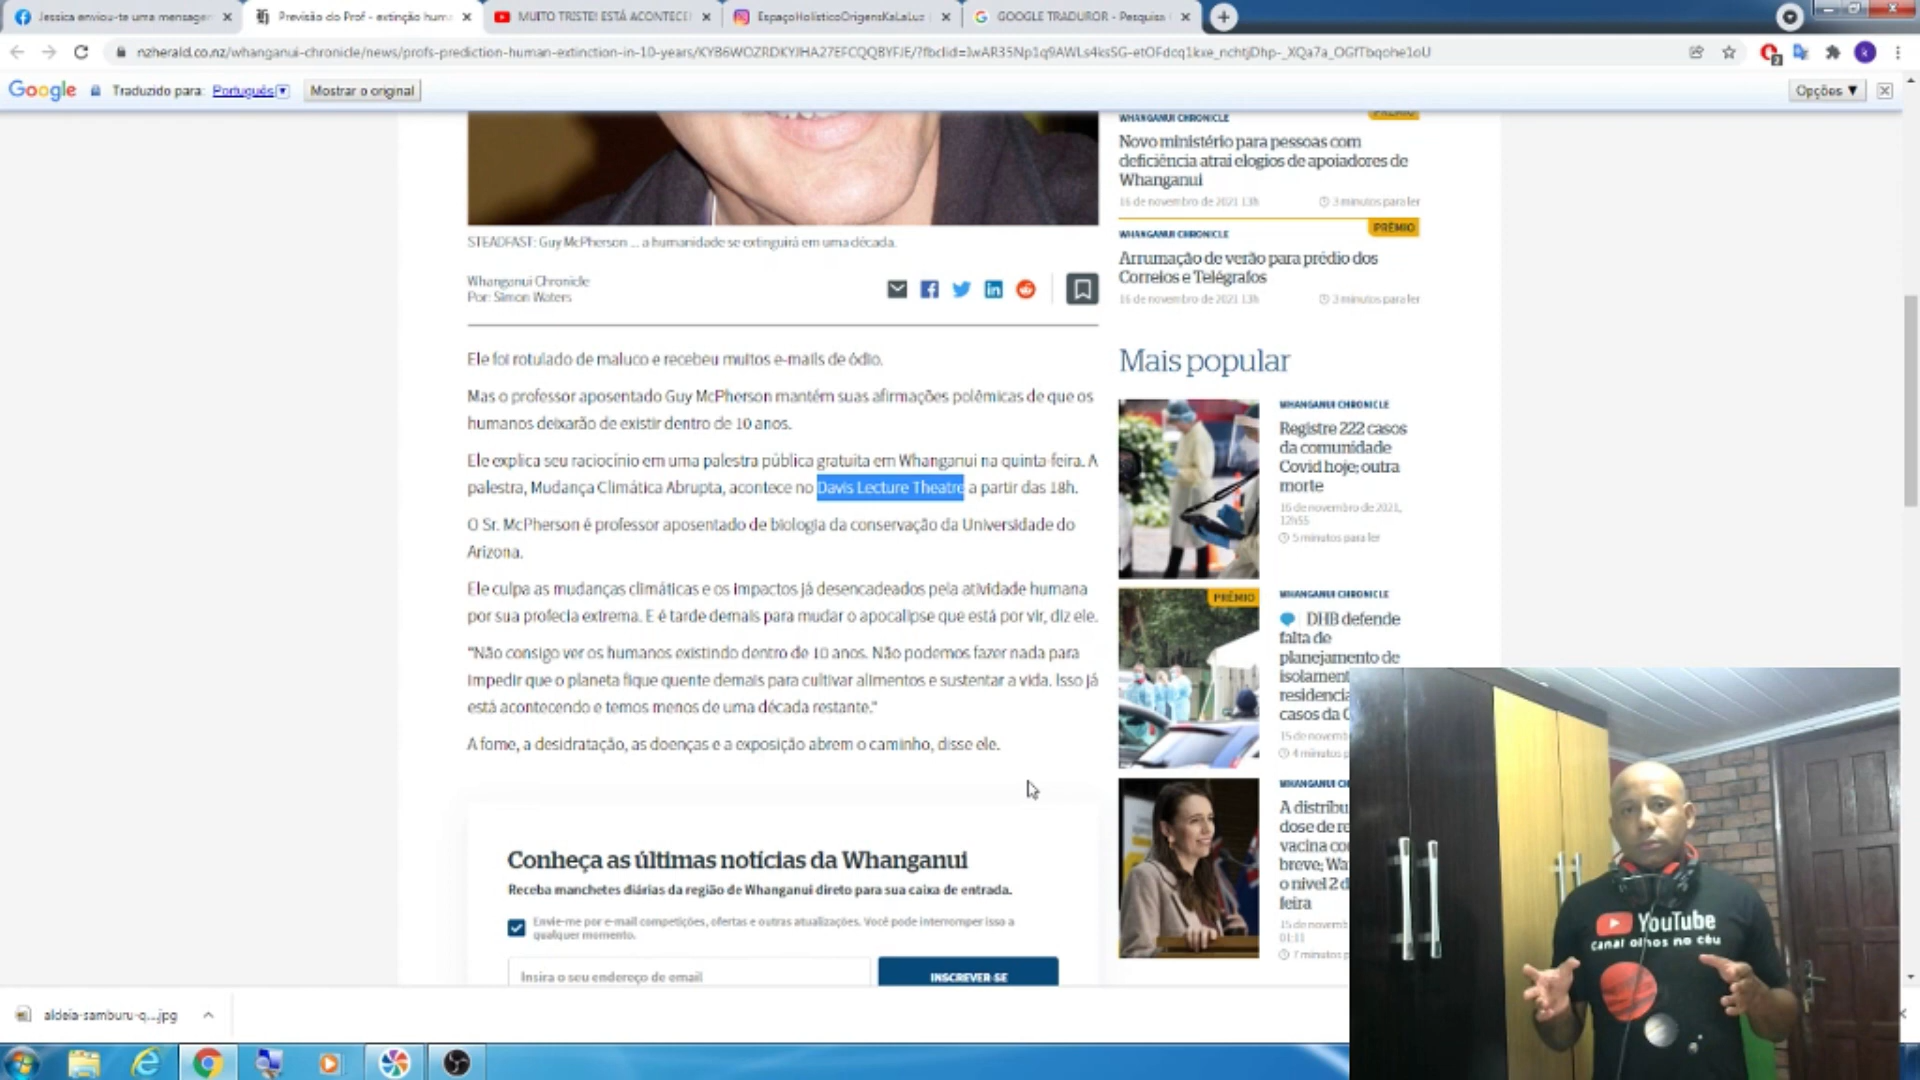 Jessica enviou-te uma mensager
Previsão do Prof - extinção hum
MUITO TRISTE! ESTÁ ACONTECE
EspaçoHolísticoOrigensKaLaLuz
GOOGLE TRADUROR - Pesquisa
nzherald.co.nz/whanganui-chronicle/news/profs-prediction-human-extinction-in-10-years/
Google
Traduzido para: Português
Mostrar o original
Opções ▼
STEADFAST: Guy McPherson ... a humanidade se extinguirá em uma década.
Whanganui Chronicle
Por: Simon Waters
Ele foi rotulado de maluco e recebeu muitos e-mails de ódio.
Mas o professor aposentado Guy McPherson mantém suas afirmações polêmicas de que os
humanos deixarão de existir dentro de 10 anos.
Ele explica seu raciocínio em uma palestra pública gratuita em Whanganui na quinta-feira. A
palestra, Mudança Climática Abrupta, acontece no Davis Lecture Theatre a partir das 18h.
O Sr. McPherson é professor aposentado de biologia da conservação da Universidade do
Arizona.
Ele culpa as mudanças climáticas e os impactos já desencadeados pela atividade humana
por sua profecia extrema. E é tarde demais para mudar o apocalipse que está por vir, diz ele.
"Não consigo ver os humanos existindo dentro de 10 anos. Não podemos fazer nada para
impedir que o planeta fique quente demais para cultivar alimentos e sustentar a vida. Isso já
está acontecendo e temos menos de uma década restante."
A fome, a desidratação, as doenças e a exposição abrem o caminho, disse ele.
Conheça as últimas notícias da Whanganui
Receba manchetes diárias da região de Whanganui direto para sua caixa de entrada.
Envie-me por e-mail competições, ofertas e outras atualizações. Você pode interromper isso a
qualquer momento.
Insira o seu endereço de email
INSCREVER-SE
WHANGANUI CHRONICLE
PRÊMIO
Novo ministério para pessoas com
deficiência atrai elogios de apoiadores de
Whanganui
16 de novembro de 2021 13h
3 minutos para ler
WHANGANUI CHRONICLE
PRÊMIO
Arrumação de verão para prédio dos
Correios e Telégrafos
16 de novembro de 2021 13h
3 minutos para ler
Mais popular
WHANGANUI CHRONICLE
Registre 222 casos
da comunidade
Covid hoje; outra
morte
16 de novembro de 2021,
12h55
5 minutos para ler
PRÊMIO
WHANGANUI CHRONICLE
DHB defende
falta de
planejamento de
isolament
residencia
casos da C
15 de novemb
4 minutos p
WHANGANUI CHRONICLE
A distribu
dose de re
vacina co
breve; Wa
o nível 2 d
feira
15 de novemb
01:11
7 minutos p
YouTube
canal olhos no céu
aldeia-samburu-q....jpg